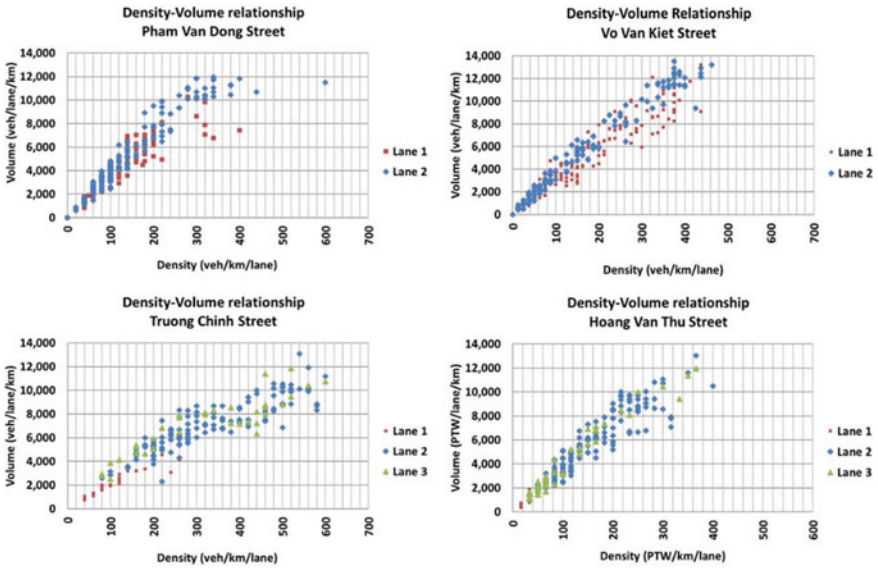 Density-Volume relationship
Pham Van Dong Street
Volume (veh/lane/km)
14,000
12,000
10,000
8,000
6,000
4,000
2,000
0
0
100
200
300
400
500
600
700
Density (veh/km/lane)
Lane 1
Lane 2
Density-Volume Relationship
Vo Van Kiet Street
Volume (veh/lane/km)
14,000
12,000
10,000
8,000
6,000
4,000
2,000
0
0
100
200
300
400
500
600
700
Density (veh/km/lane)
Lane 1
Lane 2
Density-Volume relationship
Truong Chinh Street
Volume (veh/lane/km)
14,000
12,000
10,000
8,000
6,000
4,000
2,000
0
0
100
200
300
400
500
600
700
Density (veh/km/lane)
Lane 1
Lane 2
Lane 3
Density-Volume relationship
Hoang Van Thu Street
Volume (PTW/lane/km)
14,000
12,000
10,000
8,000
6,000
4,000
2,000
0
0
100
200
300
400
500
600
Density (PTW/km/lane)
Lane 1
Lane 2
Lane 3